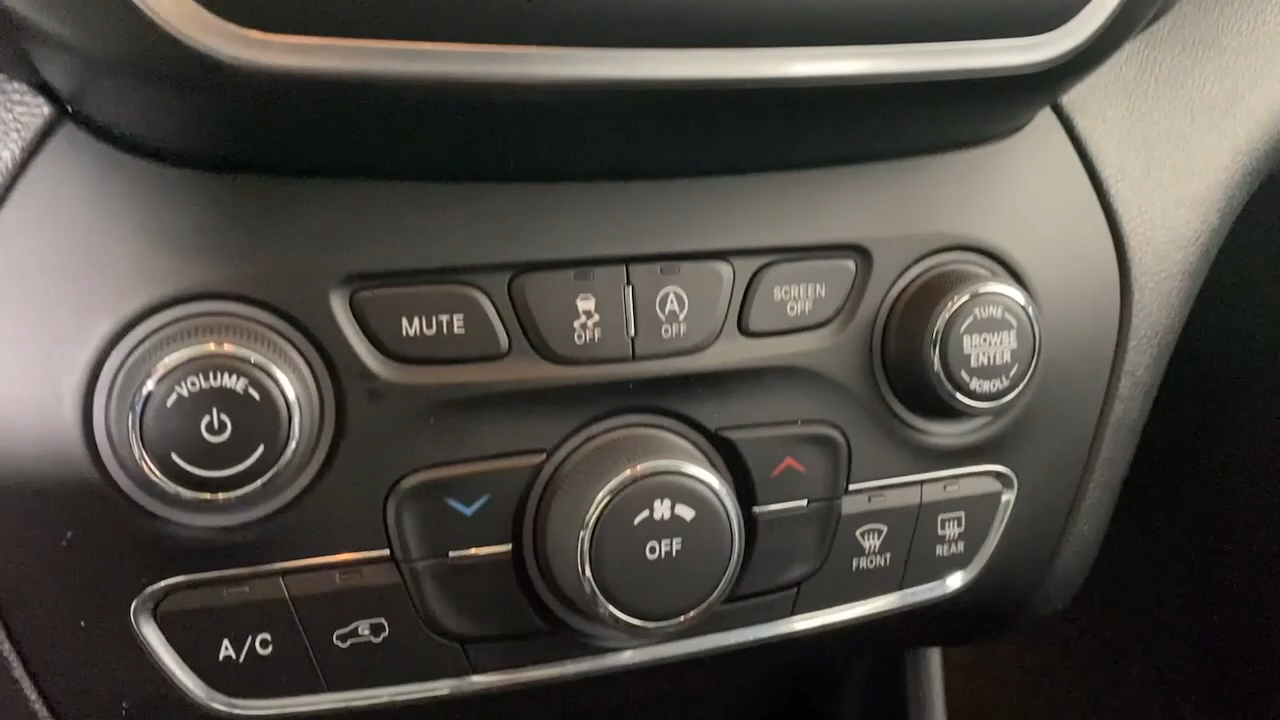 MUTE
OFF
A
OFF
SCREEN
OFF
VOLUME
TUNE
BROWSE
ENTER
SCROLL
OFF
FRONT
REAR
A/C